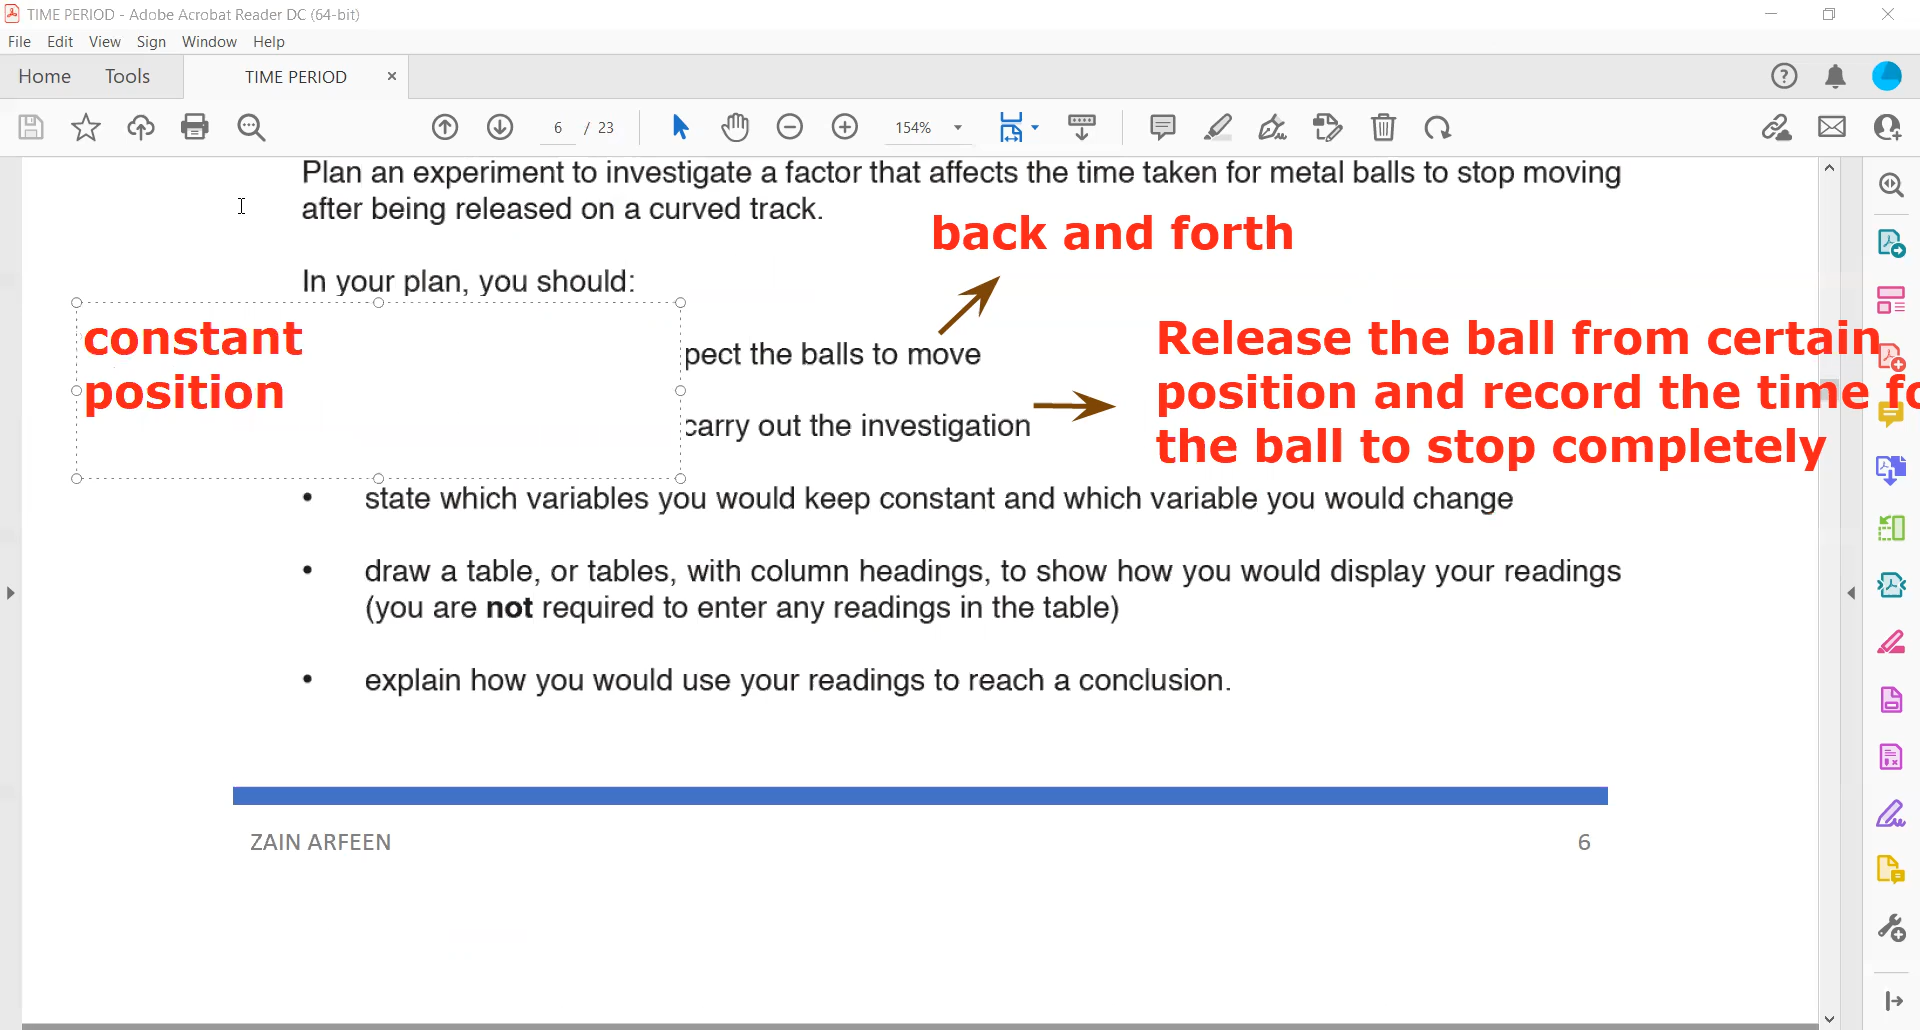 TIME PERIOD - Adobe Acrobat Reader DC (64-bit)
File Edit View Sign Window Help
Home Tools TIME PERIOD
6 / 23 154%
Plan an experiment to investigate a factor that affects the time taken for metal balls to stop moving
after being released on a curved track.
back and forth
In your plan, you should:
constant
position
pect the balls to move
Release the ball from certain
position and record the time fo
the ball to stop completely
carry out the investigation
• state which variables you would keep constant and which variable you would change
• draw a table, or tables, with column headings, to show how you would display your readings
(you are not required to enter any readings in the table)
• explain how you would use your readings to reach a conclusion.
ZAIN ARFEEN 6